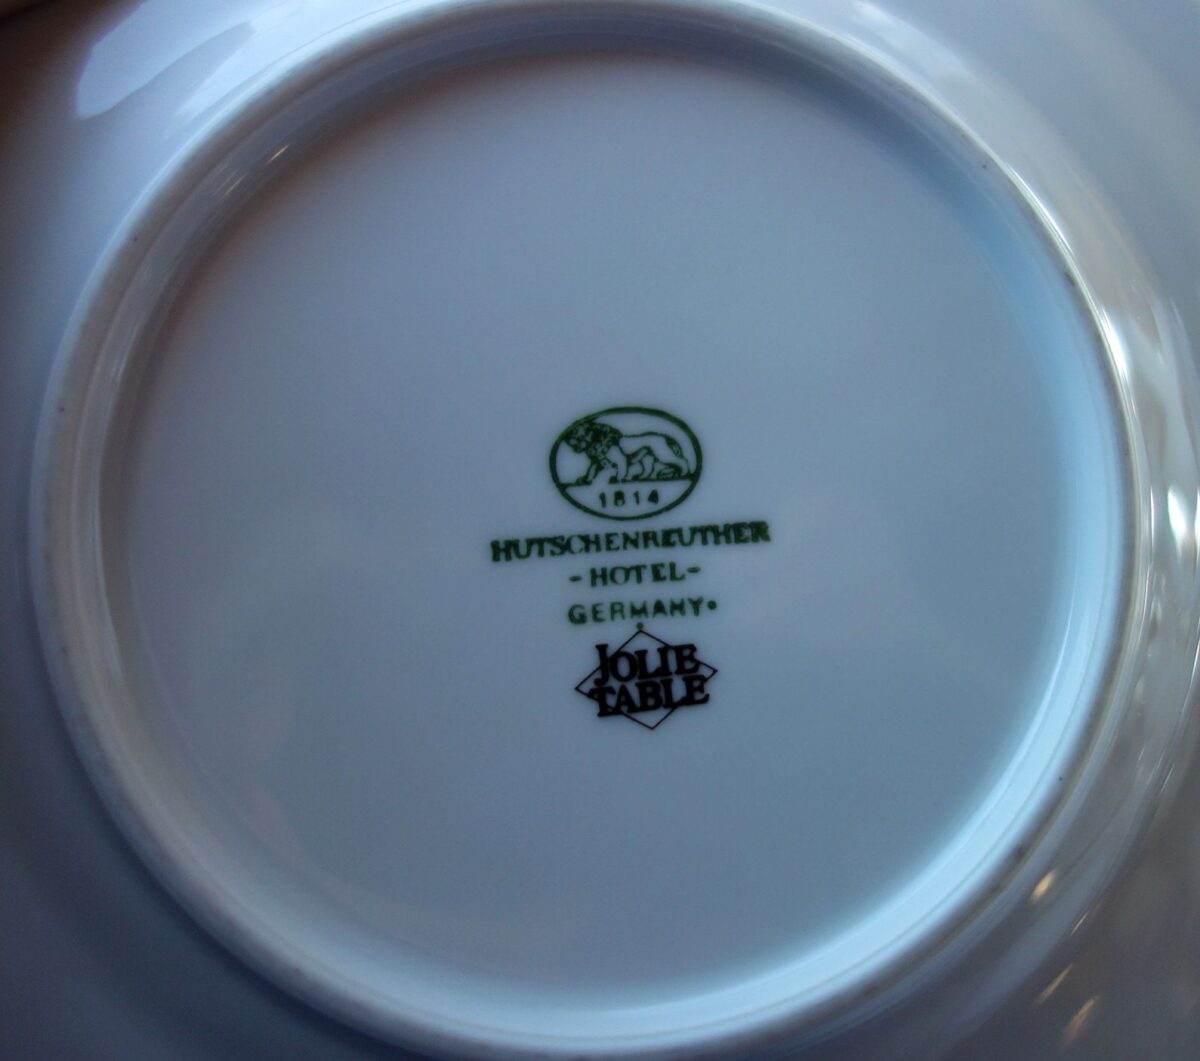 1814
HUTSCHENREUTHER
-HOTEL-
GERMANY•
JOLIE
TABLE